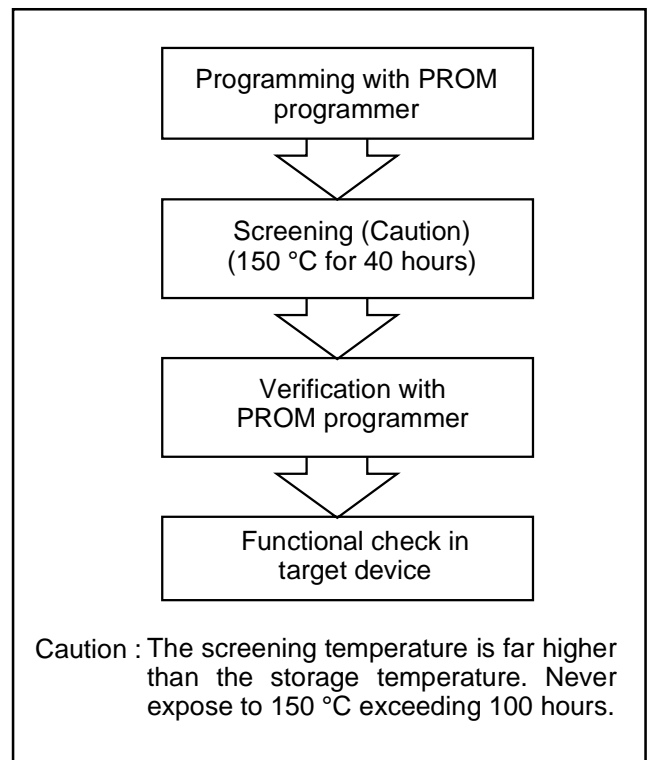 Programming with PROM
programmer
Screening (Caution)
(150 °C for 40 hours)
Verification with
PROM programmer
Functional check in
target device
Caution : The screening temperature is far higher
than the storage temperature. Never
expose to 150 °C exceeding 100 hours.